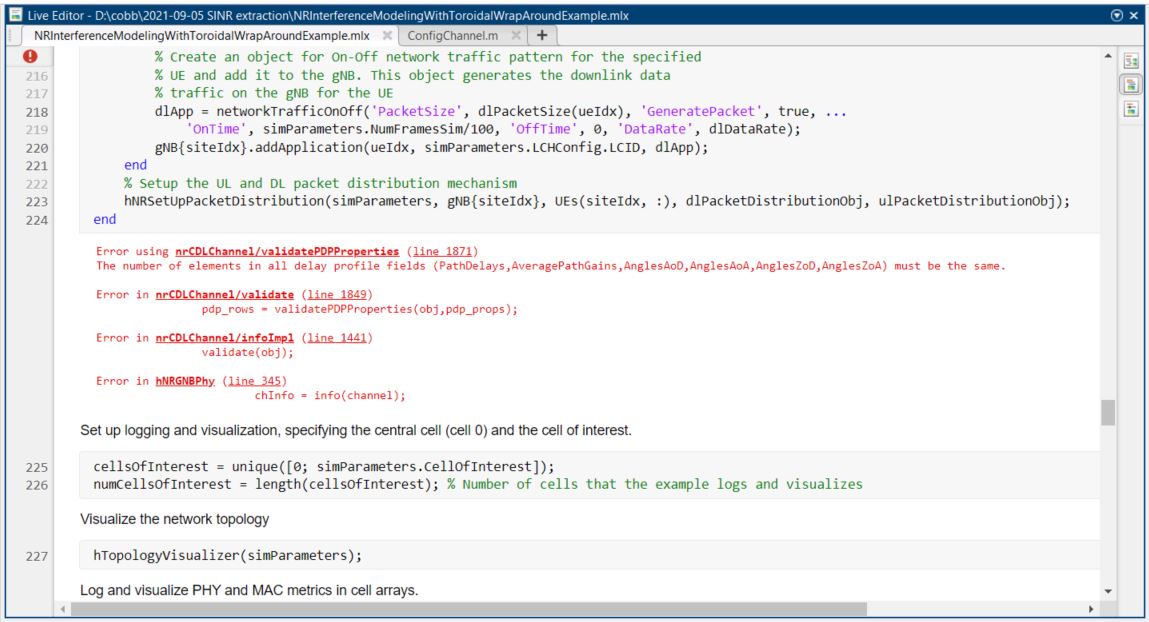 Live Editor - D:\cobb\2021-09-05 SINR extraction\NRInterferenceModelingWithToroidalWrapAroundExample.mlx
NRInterferenceModelingWithToroidalWrapAroundExample.mlx ConfigChannel.m
% Create an object for On-Off network traffic pattern for the specified
216 % UE and add it to the gNB. This object generates the downlink data
217 % traffic on the gNB for the UE
218 dlApp = networkTrafficOnOff('PacketSize', dlPacketSize(ueIdx), 'GeneratePacket', true, ...
219 'OnTime', simParameters.NumFramesSim/100, 'OffTime', 0, 'DataRate', dlDataRate);
220 gNB{siteIdx}.addApplication(ueIdx, simParameters.LCHConfig.LCID, dlApp);
221 end
222 % Setup the UL and DL packet distribution mechanism
223 hNRSetUpPacketDistribution(simParameters, gNB{siteIdx}, UEs(siteIdx, :), dlPacketDistributionObj, ulPacketDistributionObj);
224 end
Error using nrCDLChannel/validatePDPProperties (line 1871)
The number of elements in all delay profile fields (PathDelays,AveragePathGains,AnglesAoD,AnglesAoA,AnglesZoD,AnglesZoA) must be the same.
Error in nrCDLChannel/validate (line 1849)
pdp_rows = validatePDPProperties(obj,pdp_props);
Error in nrCDLChannel/infoImpl (line 1441)
validate(obj);
Error in hNRGNBPhy (line 345)
chInfo = info(channel);
Set up logging and visualization, specifying the central cell (cell 0) and the cell of interest.
225 cellsOfInterest = unique([0; simParameters.CellOfInterest]);
226 numCellsOfInterest = length(cellsOfInterest); % Number of cells that the example logs and visualizes
Visualize the network topology
227 hTopologyVisualizer(simParameters);
Log and visualize PHY and MAC metrics in cell arrays.